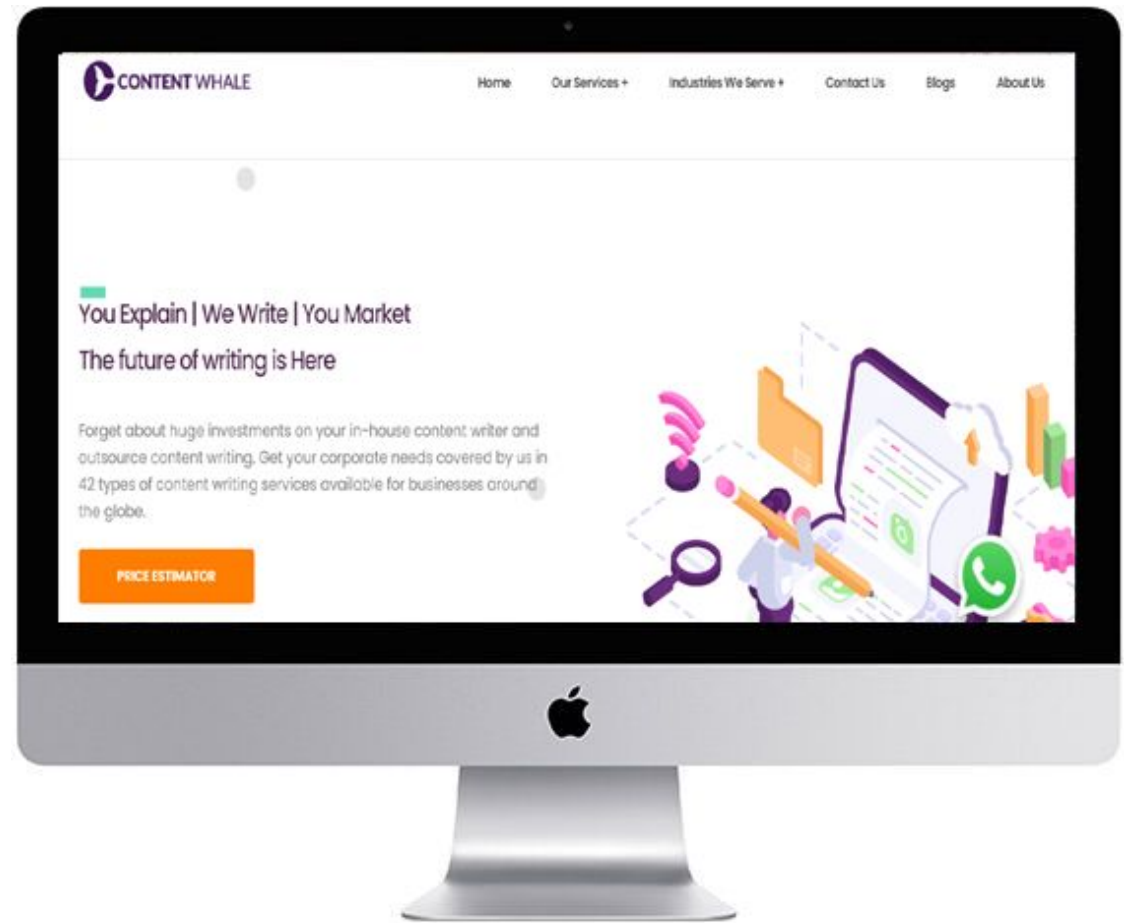 CONTENT WHALE
Home Our Services + Industries We Serve + Contact Us Blogs About Us
You Explain | We Write | You Market
The future of writing is Here
Forget about huge investments on your in-house content writer and
outsource content writing, Get your corporate needs covered by us in
42 types of content writing services available for businesses around
the globe.
PRICE ESTIMATOR